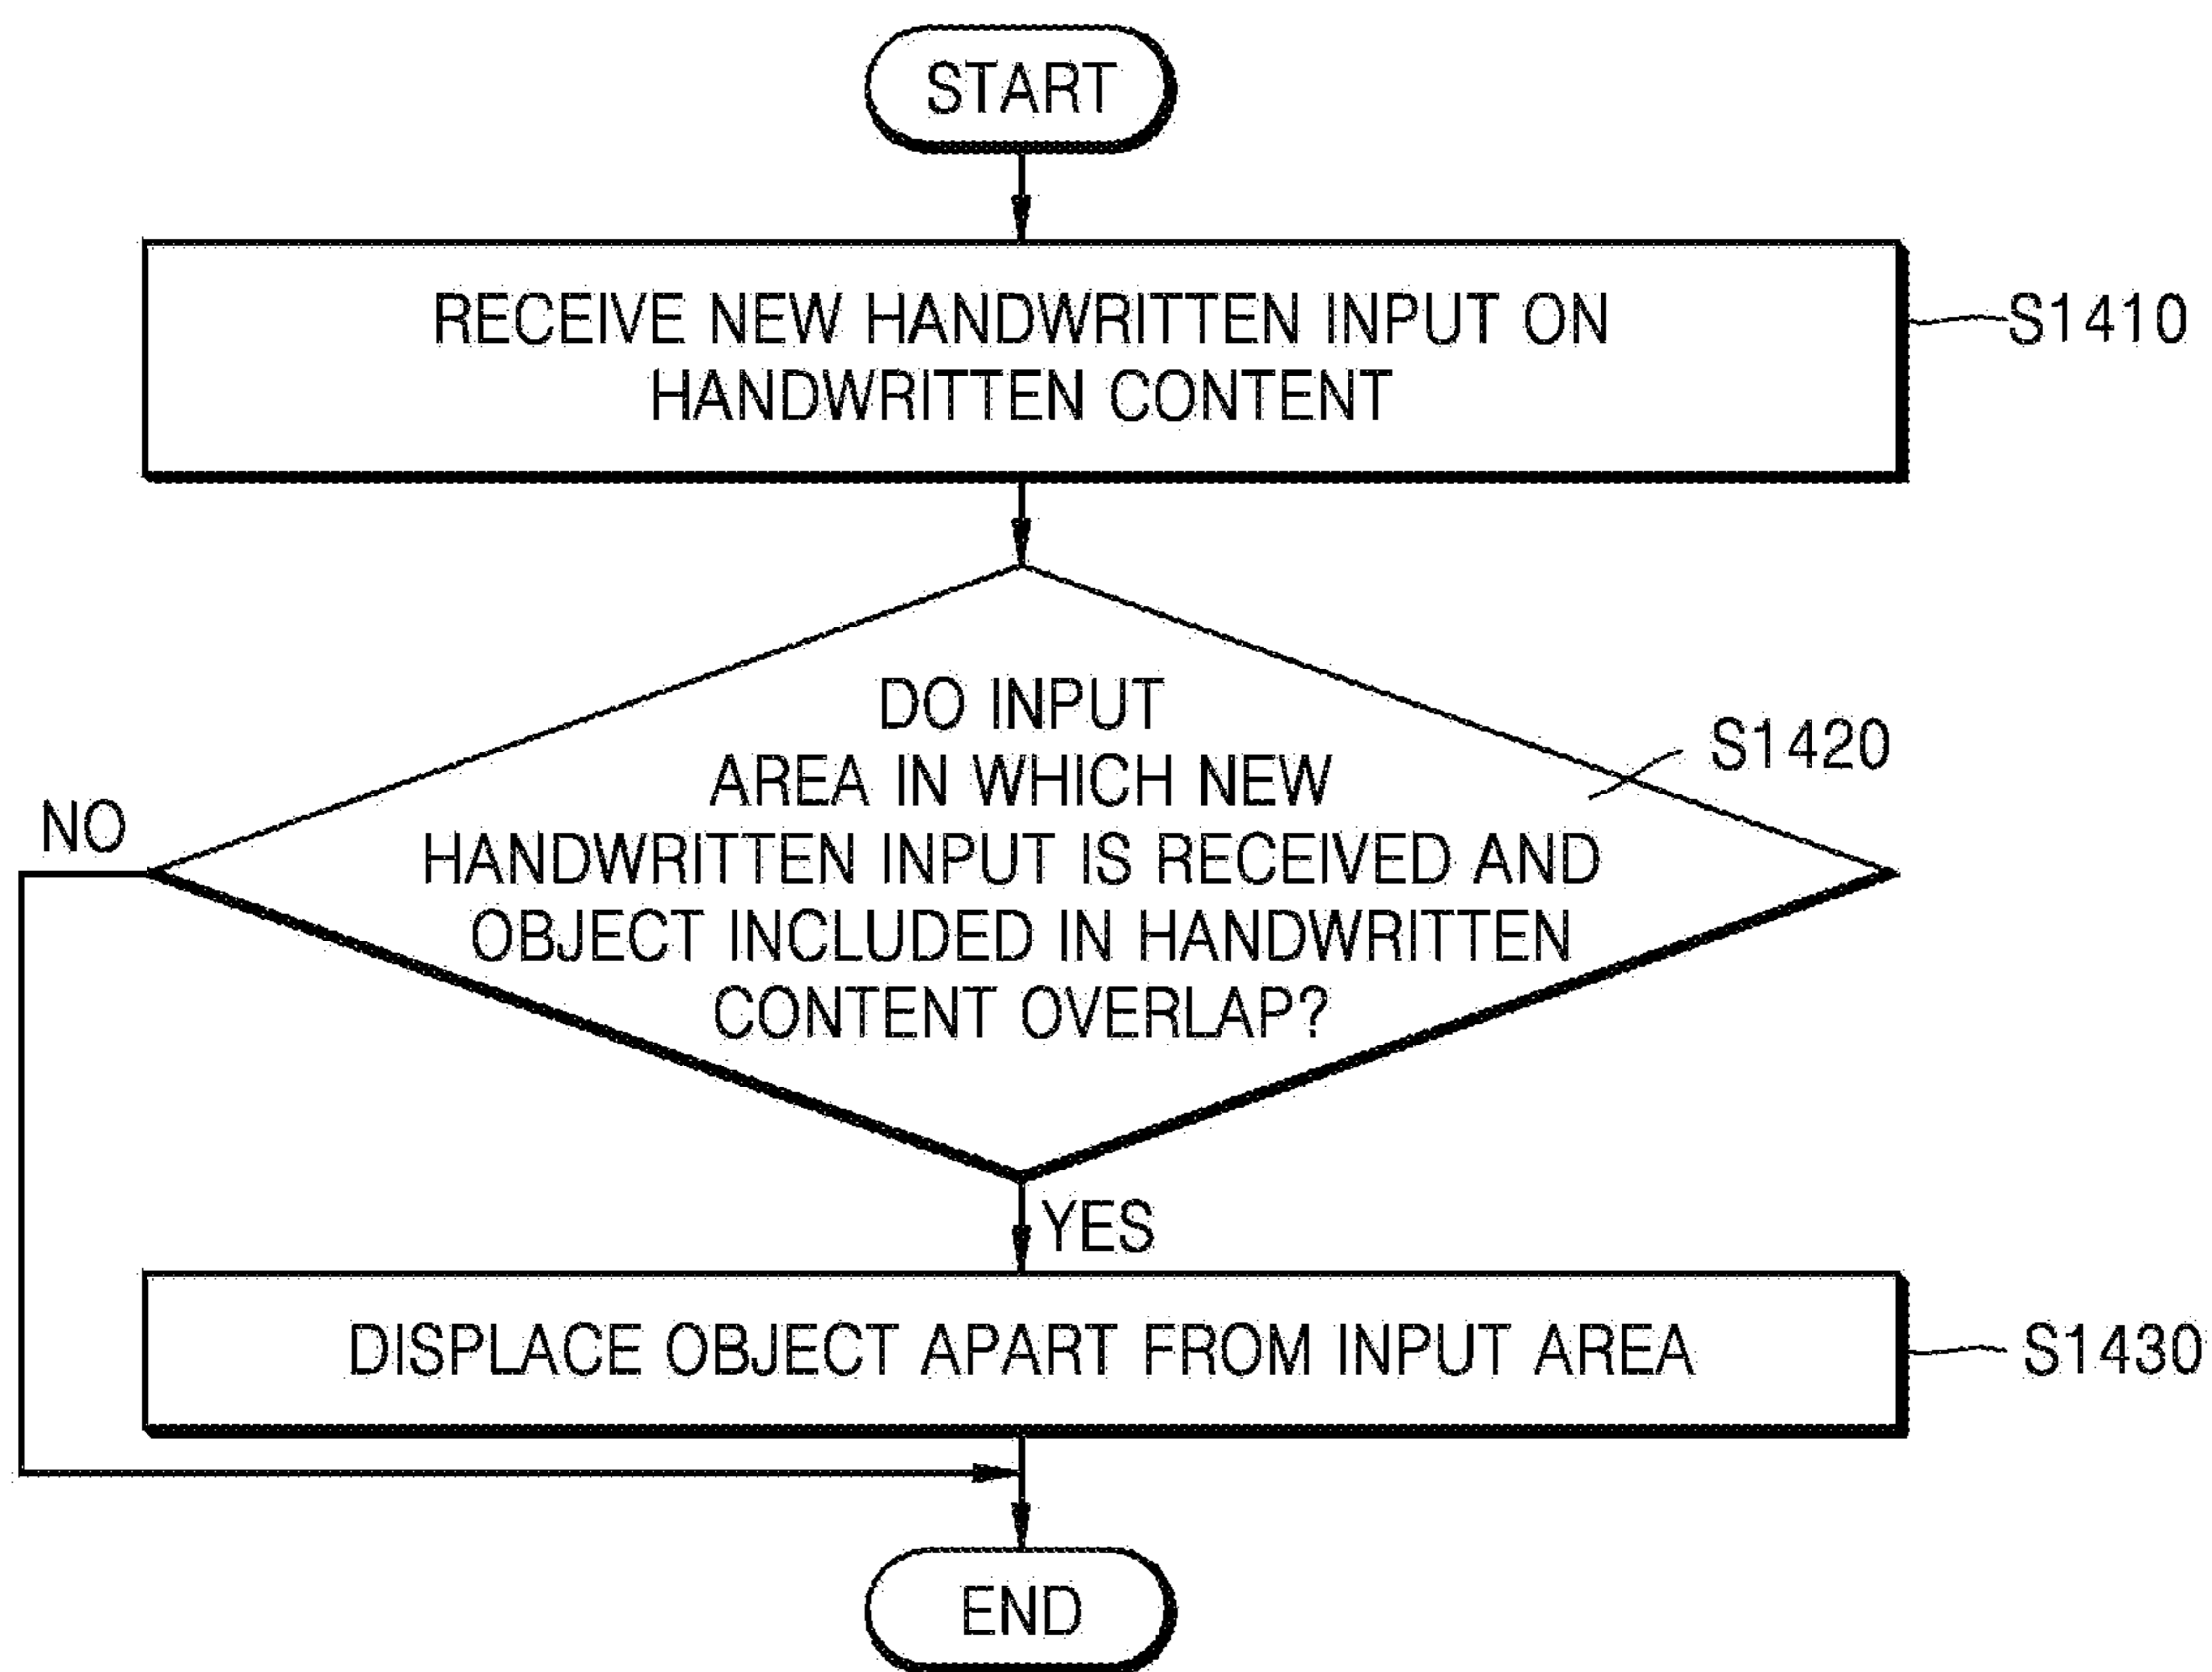 START
RECEIVE NEW HANDWRITTEN INPUT ON
HANDWRITTEN CONTENT
S1410
DO INPUT
AREA IN WHICH NEW
HANDWRITTEN INPUT IS RECEIVED AND
OBJECT INCLUDED IN HANDWRITTEN
CONTENT OVERLAP?
S1420
NO
YES
DISPLACE OBJECT APART FROM INPUT AREA
S1430
END